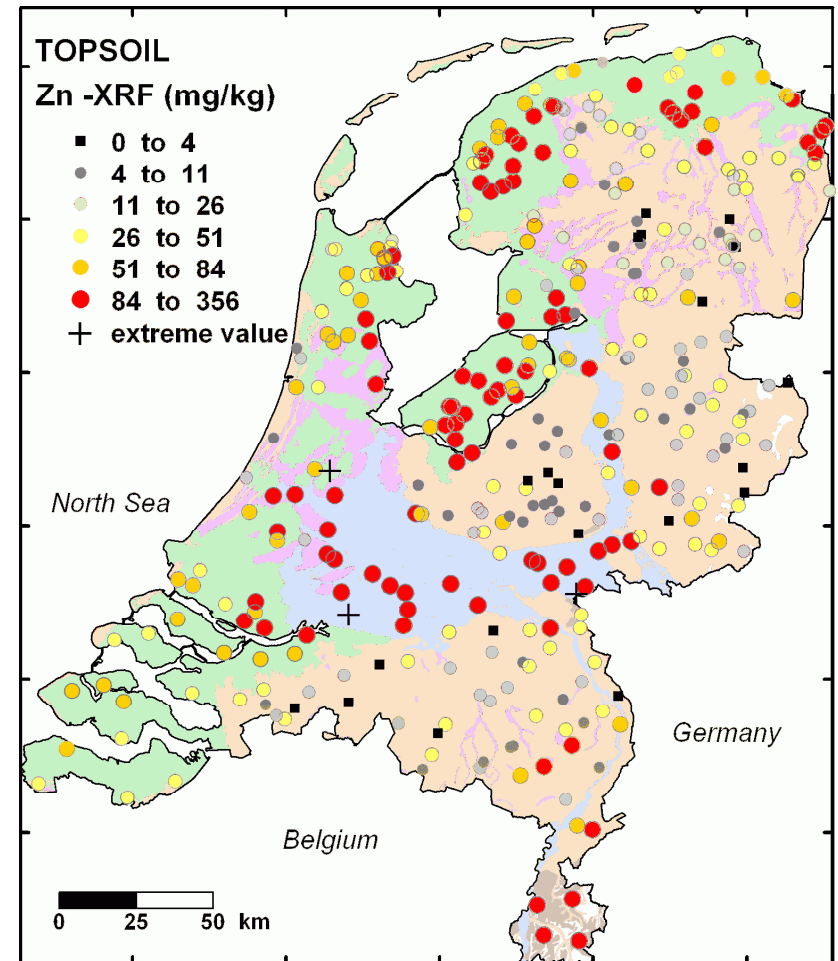 TOPSOIL
Zn -XRF (mg/kg)
0 to 4
4 to 11
11 to 26
26 to 51
51 to 84
84 to 356
extreme value
North Sea
Germany
Belgium
0 25 50 km